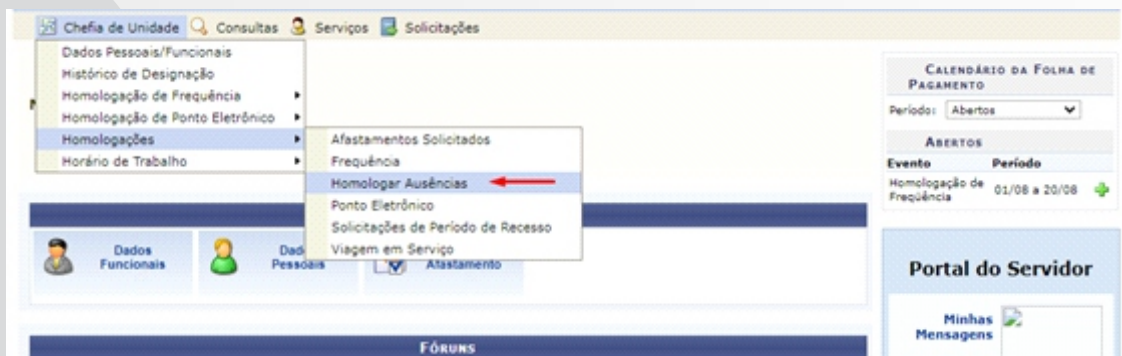 Chefia de Unidade Consultas Serviços Solicitações
Dados Pessoais/Funcionais
Histórico de Designação
Homologação de Frequência
Homologação de Ponto Eletrônico
Homologações
Horário de Trabalho
Afastamentos Solicitados
Frequência
Homologar Ausências
Ponto Eletrônico
Solicitações de Período de Recesso
Viagem em Serviço
Dados
Funcionais
Pessoais
Afastamento
FÓRUNS
CALENDÁRIO DA FOLHA DE
PAGAMENTO
Período: Abertos
ABERTOS
Evento Período
Homologação de
Freqüência 01/08 a 20/08
Portal do Servidor
Minhas
Mensagens